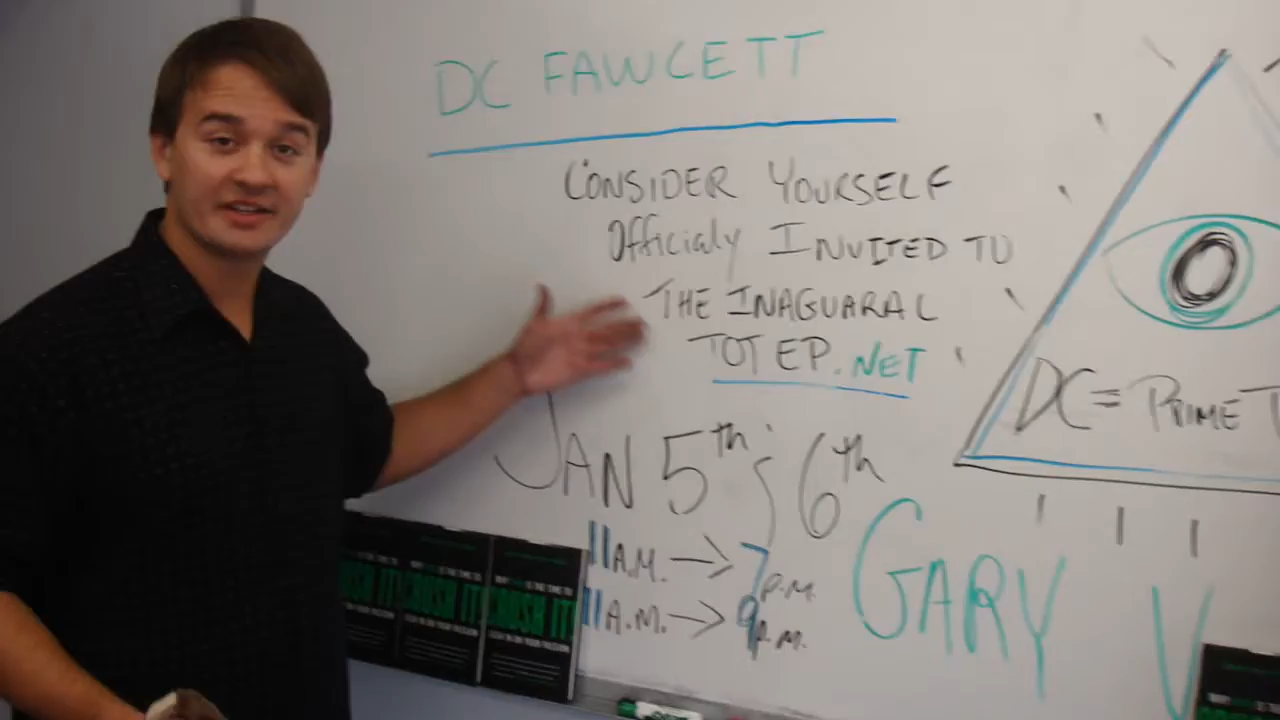 DC FAWCETT
CONSIDER YOURSELF
Officialy INVITED TO
THE INAGUARAL
TOTEP.NET
JAN 5th & 6th
11A.M. → 7P.M.
11A.M. → 9P.M.
DC = PRIME T
GARY V
CRUSH IT!
CRUSH IT!
CRUSH IT!